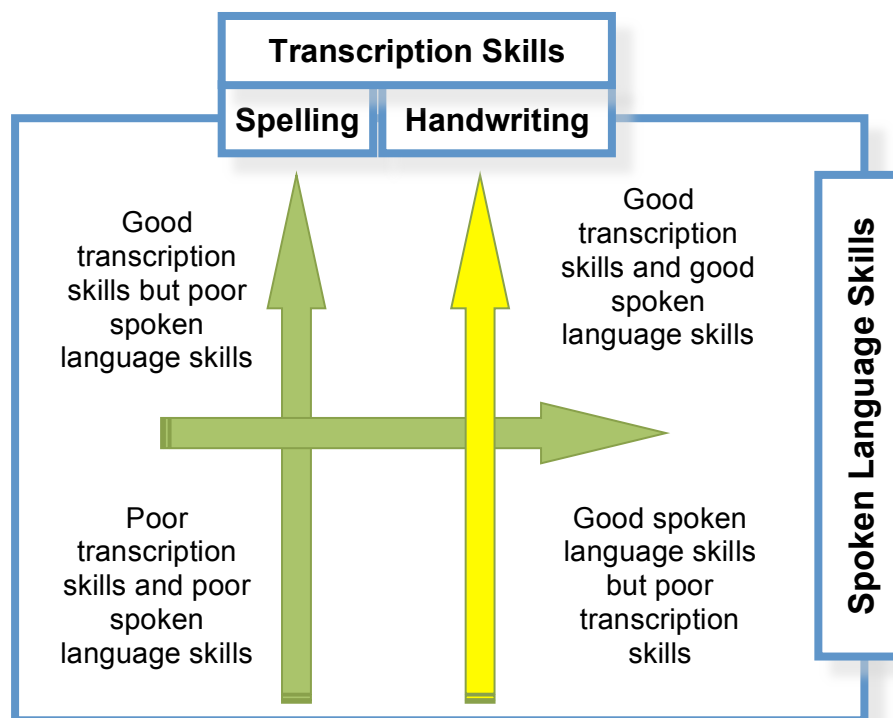 Transcription Skills
Spelling
Handwriting
Good
transcription
skills but poor
spoken
language skills
Good
transcription
skills and good
spoken
language skills
Spoken Language Skills
Poor
transcription
skills and poor
spoken
language skills
Good spoken
language skills
but poor
transcription
skills